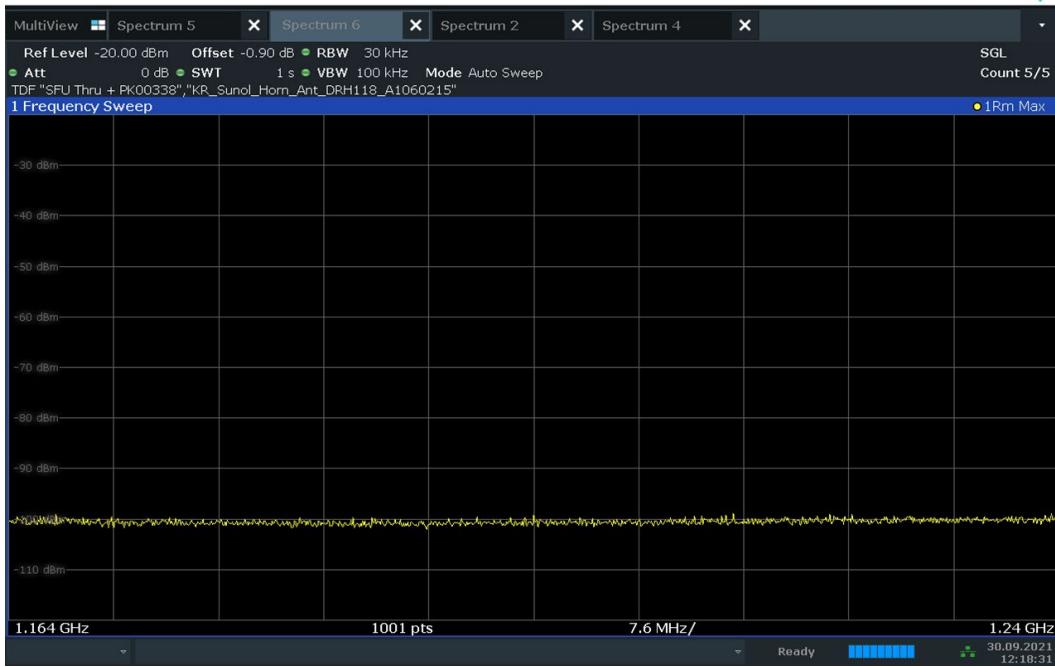 MultiView Spectrum 5 Spectrum 6 Spectrum 2 Spectrum 4
Ref Level -20.00 dBm Offset -0.90 dB RBW 30 kHz SGL
Att 0 dB SWT 1 s VBW 100 kHz Mode Auto Sweep Count 5/5
TDF "SFU Thru + PK00338","KR_Sunol_Horn_Ant_DRH118_A1060215"
1 Frequency Sweep 1Rm Max
-30 dBm
-40 dBm
-50 dBm
-60 dBm
-70 dBm
-80 dBm
-90 dBm
-100 dBm
-110 dBm
1.164 GHz 1001 pts 7.6 MHz/ 1.24 GHz
Ready 30.09.2021
12:18:31